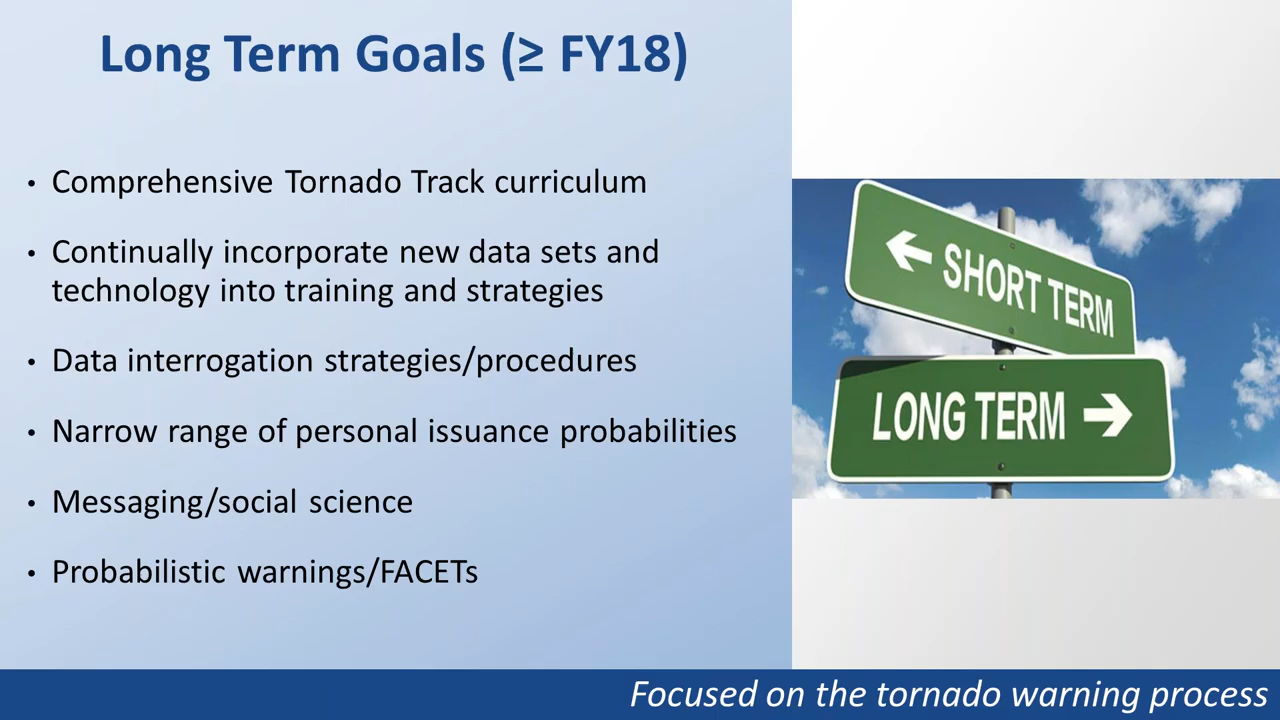 Long Term Goals (≥ FY18)
• Comprehensive Tornado Track curriculum
• Continually incorporate new data sets and
technology into training and strategies
• Data interrogation strategies/procedures
• Narrow range of personal issuance probabilities
• Messaging/social science
• Probabilistic warnings/FACETs
SHORT TERM
LONG TERM
Focused on the tornado warning process